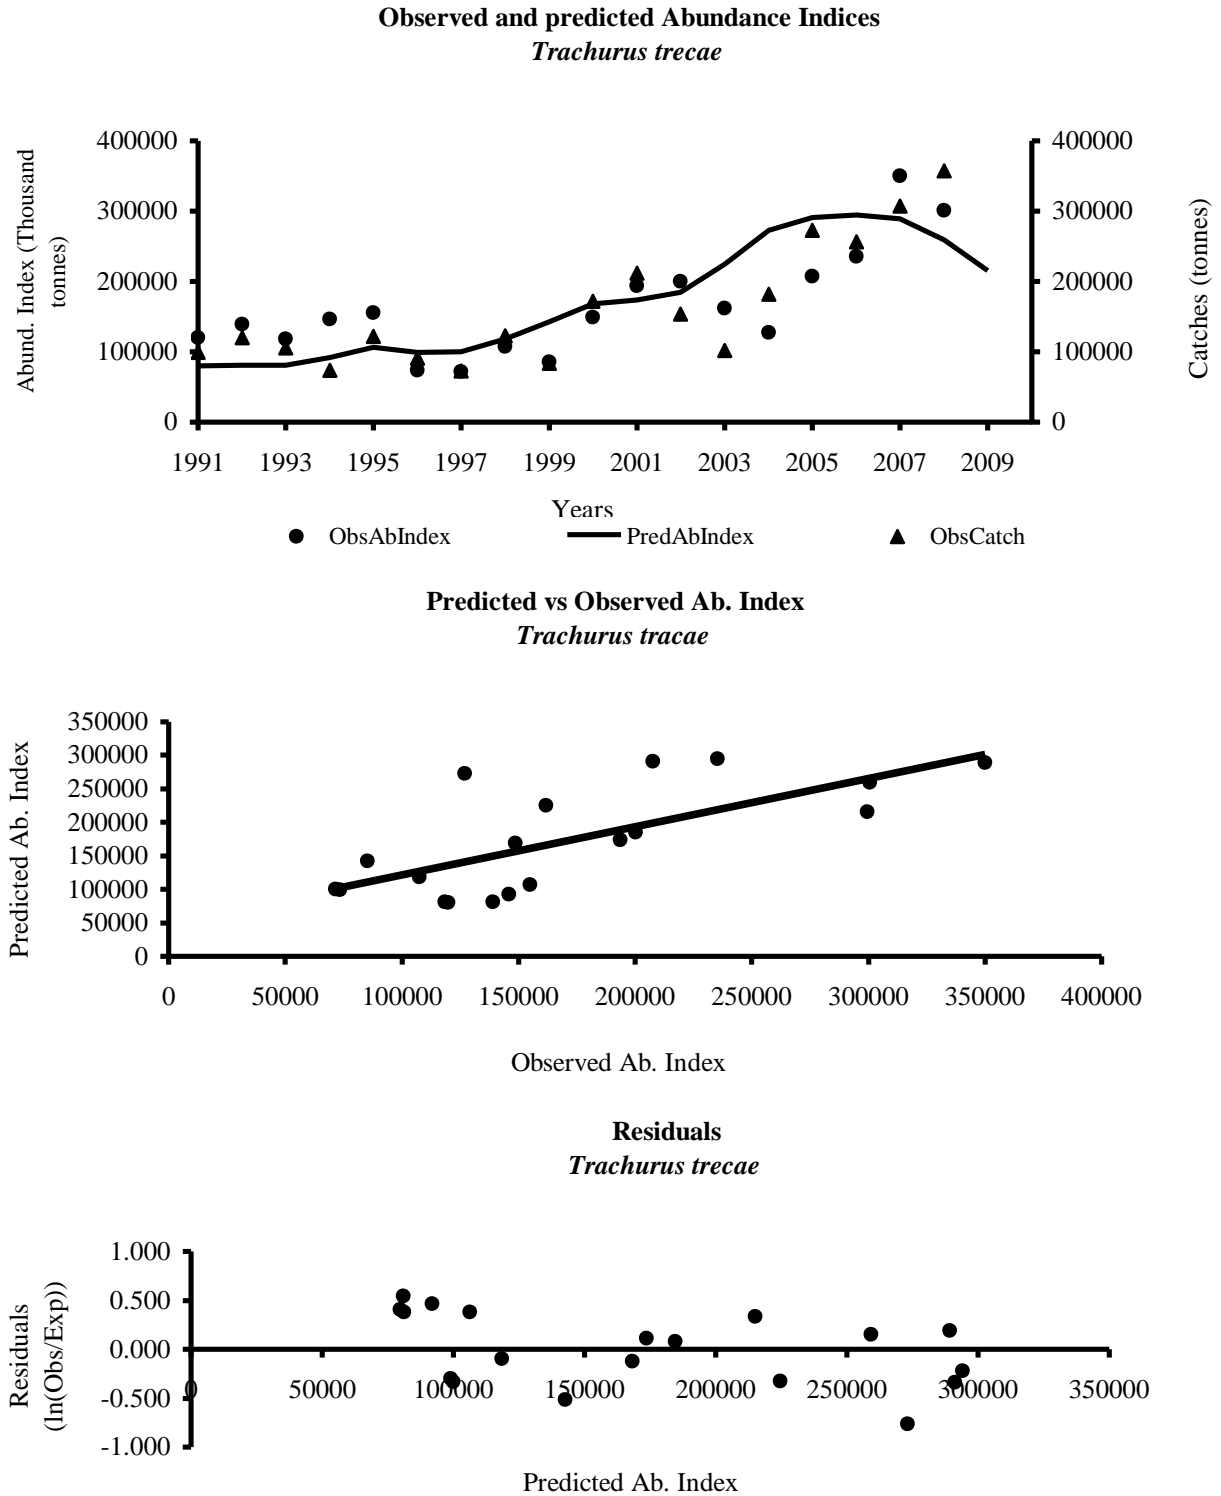 Observed and predicted Abundance Indices
Trachurus trecae
Abund. Index (Thousand
tonnes)
400000
300000
200000
100000
0
400000
300000
200000
100000
0
Catches (tonnes)
1991 1993 1995 1997 1999 2001 2003 2005 2007 2009
Years
ObsAbIndex PredAbIndex ObsCatch
Predicted vs Observed Ab. Index
Trachurus tracae
Predicted Ab. Index
350000
300000
250000
200000
150000
100000
50000
0
0 50000 100000 150000 200000 250000 300000 350000 400000
Observed Ab. Index
Residuals
Trachurus trecae
Residuals
(ln(Obs/Exp))
1.000
0.500
0.000
-0.500
-1.000
0 50000 100000 150000 200000 250000 300000 350000
Predicted Ab. Index